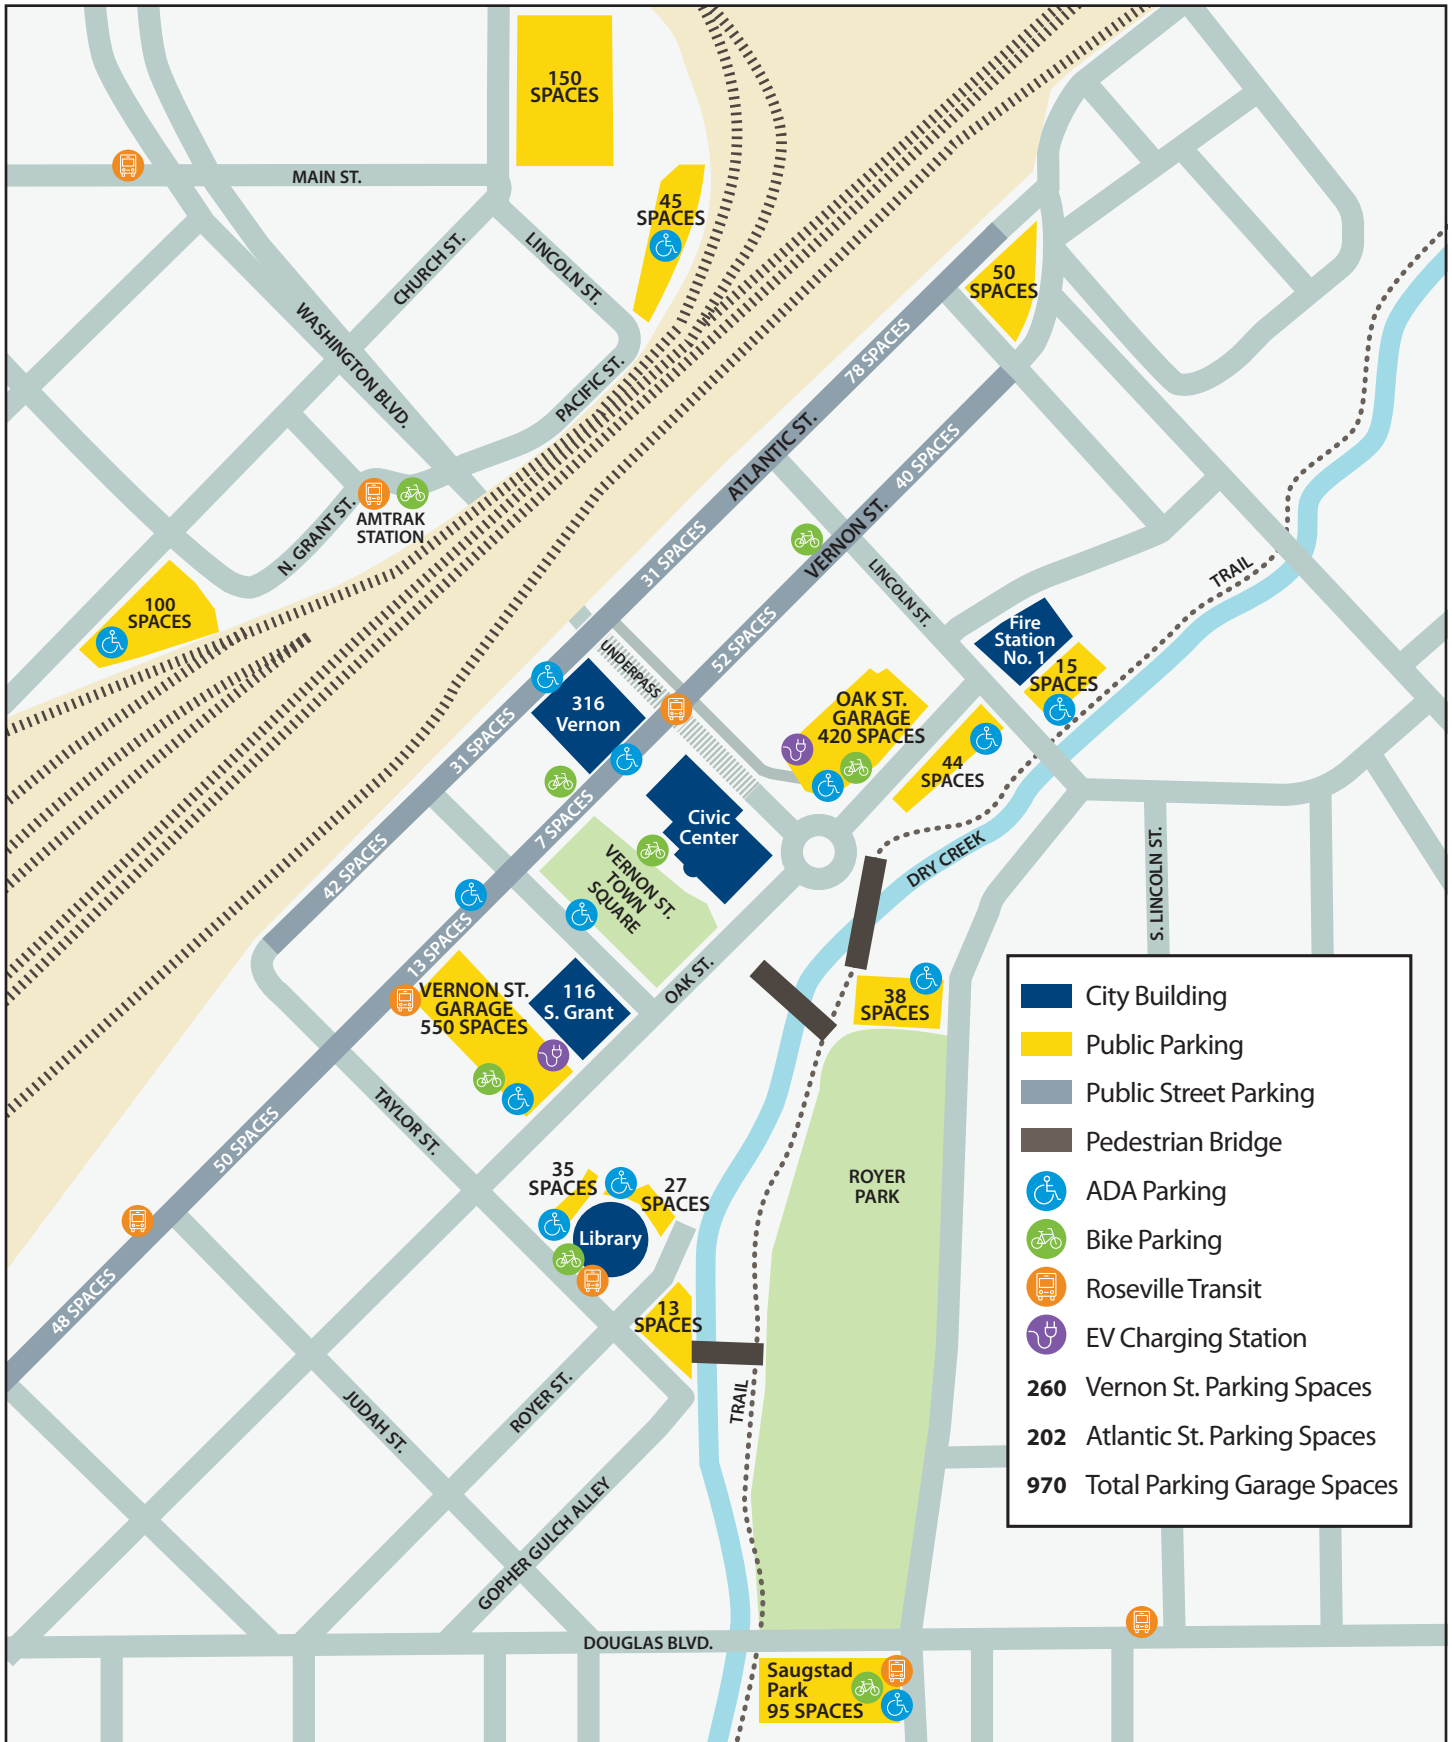 150
SPACES
MAIN ST.
45
SPACES
CHURCH ST.
LINCOLN ST.
50
SPACES
WASHINGTON BLVD.
78 SPACES
PACIFIC ST.
ATLANTIC ST.
40 SPACES
N. GRANT ST.
AMTRAK
STATION
VERNON ST.
31 SPACES
LINCOLN ST.
TRAIL
100
SPACES
Fire
Station
No. 1
UNDERPASS
52 SPACES
15
SPACES
316
Vernon
OAK ST.
GARAGE
420 SPACES
31 SPACES
44
SPACES
7 SPACES
Civic
Center
42 SPACES
VERNON ST.
TOWN
SQUARE
DRY CREEK
S. LINCOLN ST.
13 SPACES
OAK ST.
VERNON ST.
GARAGE
550 SPACES
116
S. Grant
38
SPACES
City Building
Public Parking
Public Street Parking
Pedestrian Bridge
ADA Parking
Bike Parking
Roseville Transit
EV Charging Station
260 Vernon St. Parking Spaces
202 Atlantic St. Parking Spaces
970 Total Parking Garage Spaces
TAYLOR ST.
50 SPACES
35
SPACES
27
SPACES
ROYER
PARK
Library
48 SPACES
13
SPACES
JUDAH ST.
ROYER ST.
TRAIL
GOPHER GULCH ALLEY
DOUGLAS BLVD.
Saugstad
Park
95 SPACES